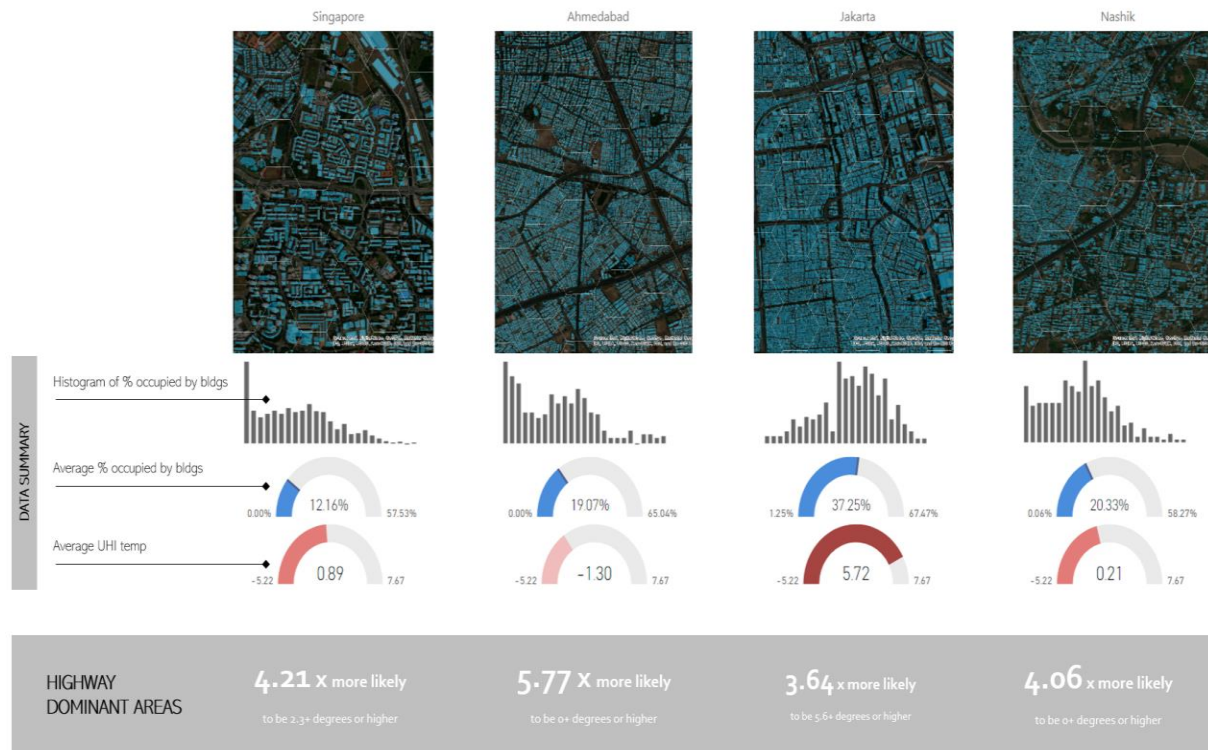 Singapore Ahmedabad Jakarta Nashik
DATA SUMMARY
Histogram of % occupied by bldgs
Average % occupied by bldgs
12.16% 19.07% 37.25% 20.33%
0.00% 57.53% 0.00% 65.04% 1.25% 67.47% 0.06% 58.27%
Average UHI temp
0.89 -1.30 5.72 0.21
-5.22 7.67 -5.22 7.67 -5.22 7.67 -5.22 7.67
HIGHWAY
DOMINANT AREAS
4.21 x more likely 5.77 x more likely 3.64 x more likely 4.06 x more likely
to be 2.3+ degrees or higher to be 0+ degrees or higher to be 5.6+ degrees or higher to be 0+ degrees or higher